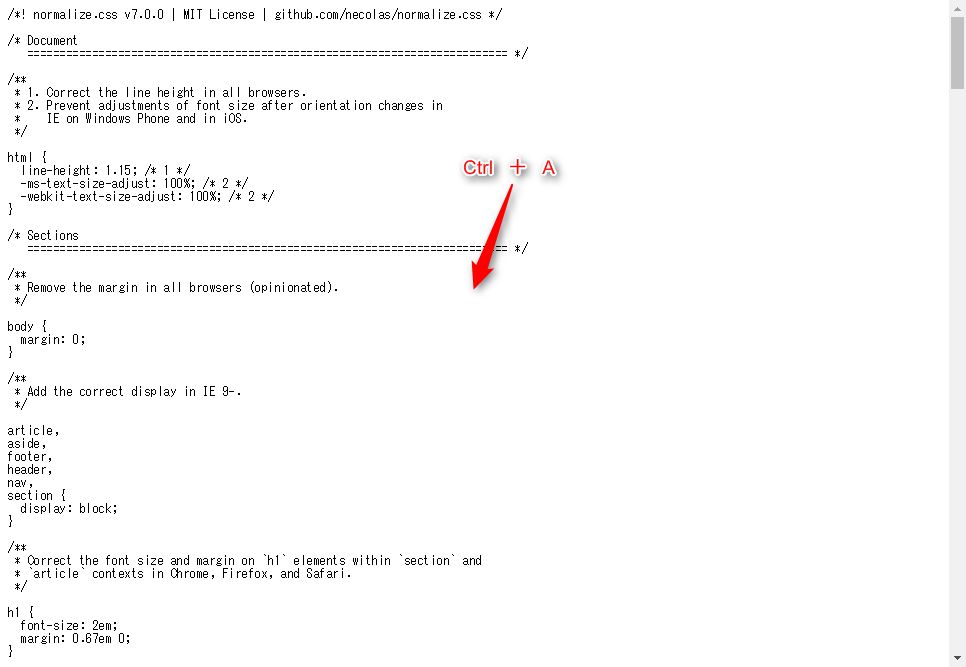 /*! normalize.css v7.0.0 | MIT License | github.com/necolas/normalize.css */

/* Document
   ========================================================================== */

/**
 * 1. Correct the line height in all browsers.
 * 2. Prevent adjustments of font size after orientation changes in
 *    IE on Windows Phone and in iOS.
 */

html {
  line-height: 1.15; /* 1 */
  -ms-text-size-adjust: 100%; /* 2 */
  -webkit-text-size-adjust: 100%; /* 2 */
}
Ctrl + A

/* Sections
   ========================================================================== */

/**
 * Remove the margin in all browsers (opinionated).
 */

body {
  margin: 0;
}

/**
 * Add the correct display in IE 9-.
 */

article,
aside,
footer,
header,
nav,
section {
  display: block;
}

/**
 * Correct the font size and margin on `h1` elements within `section` and
 * `article` contexts in Chrome, Firefox, and Safari.
 */

h1 {
  font-size: 2em;
  margin: 0.67em 0;
}